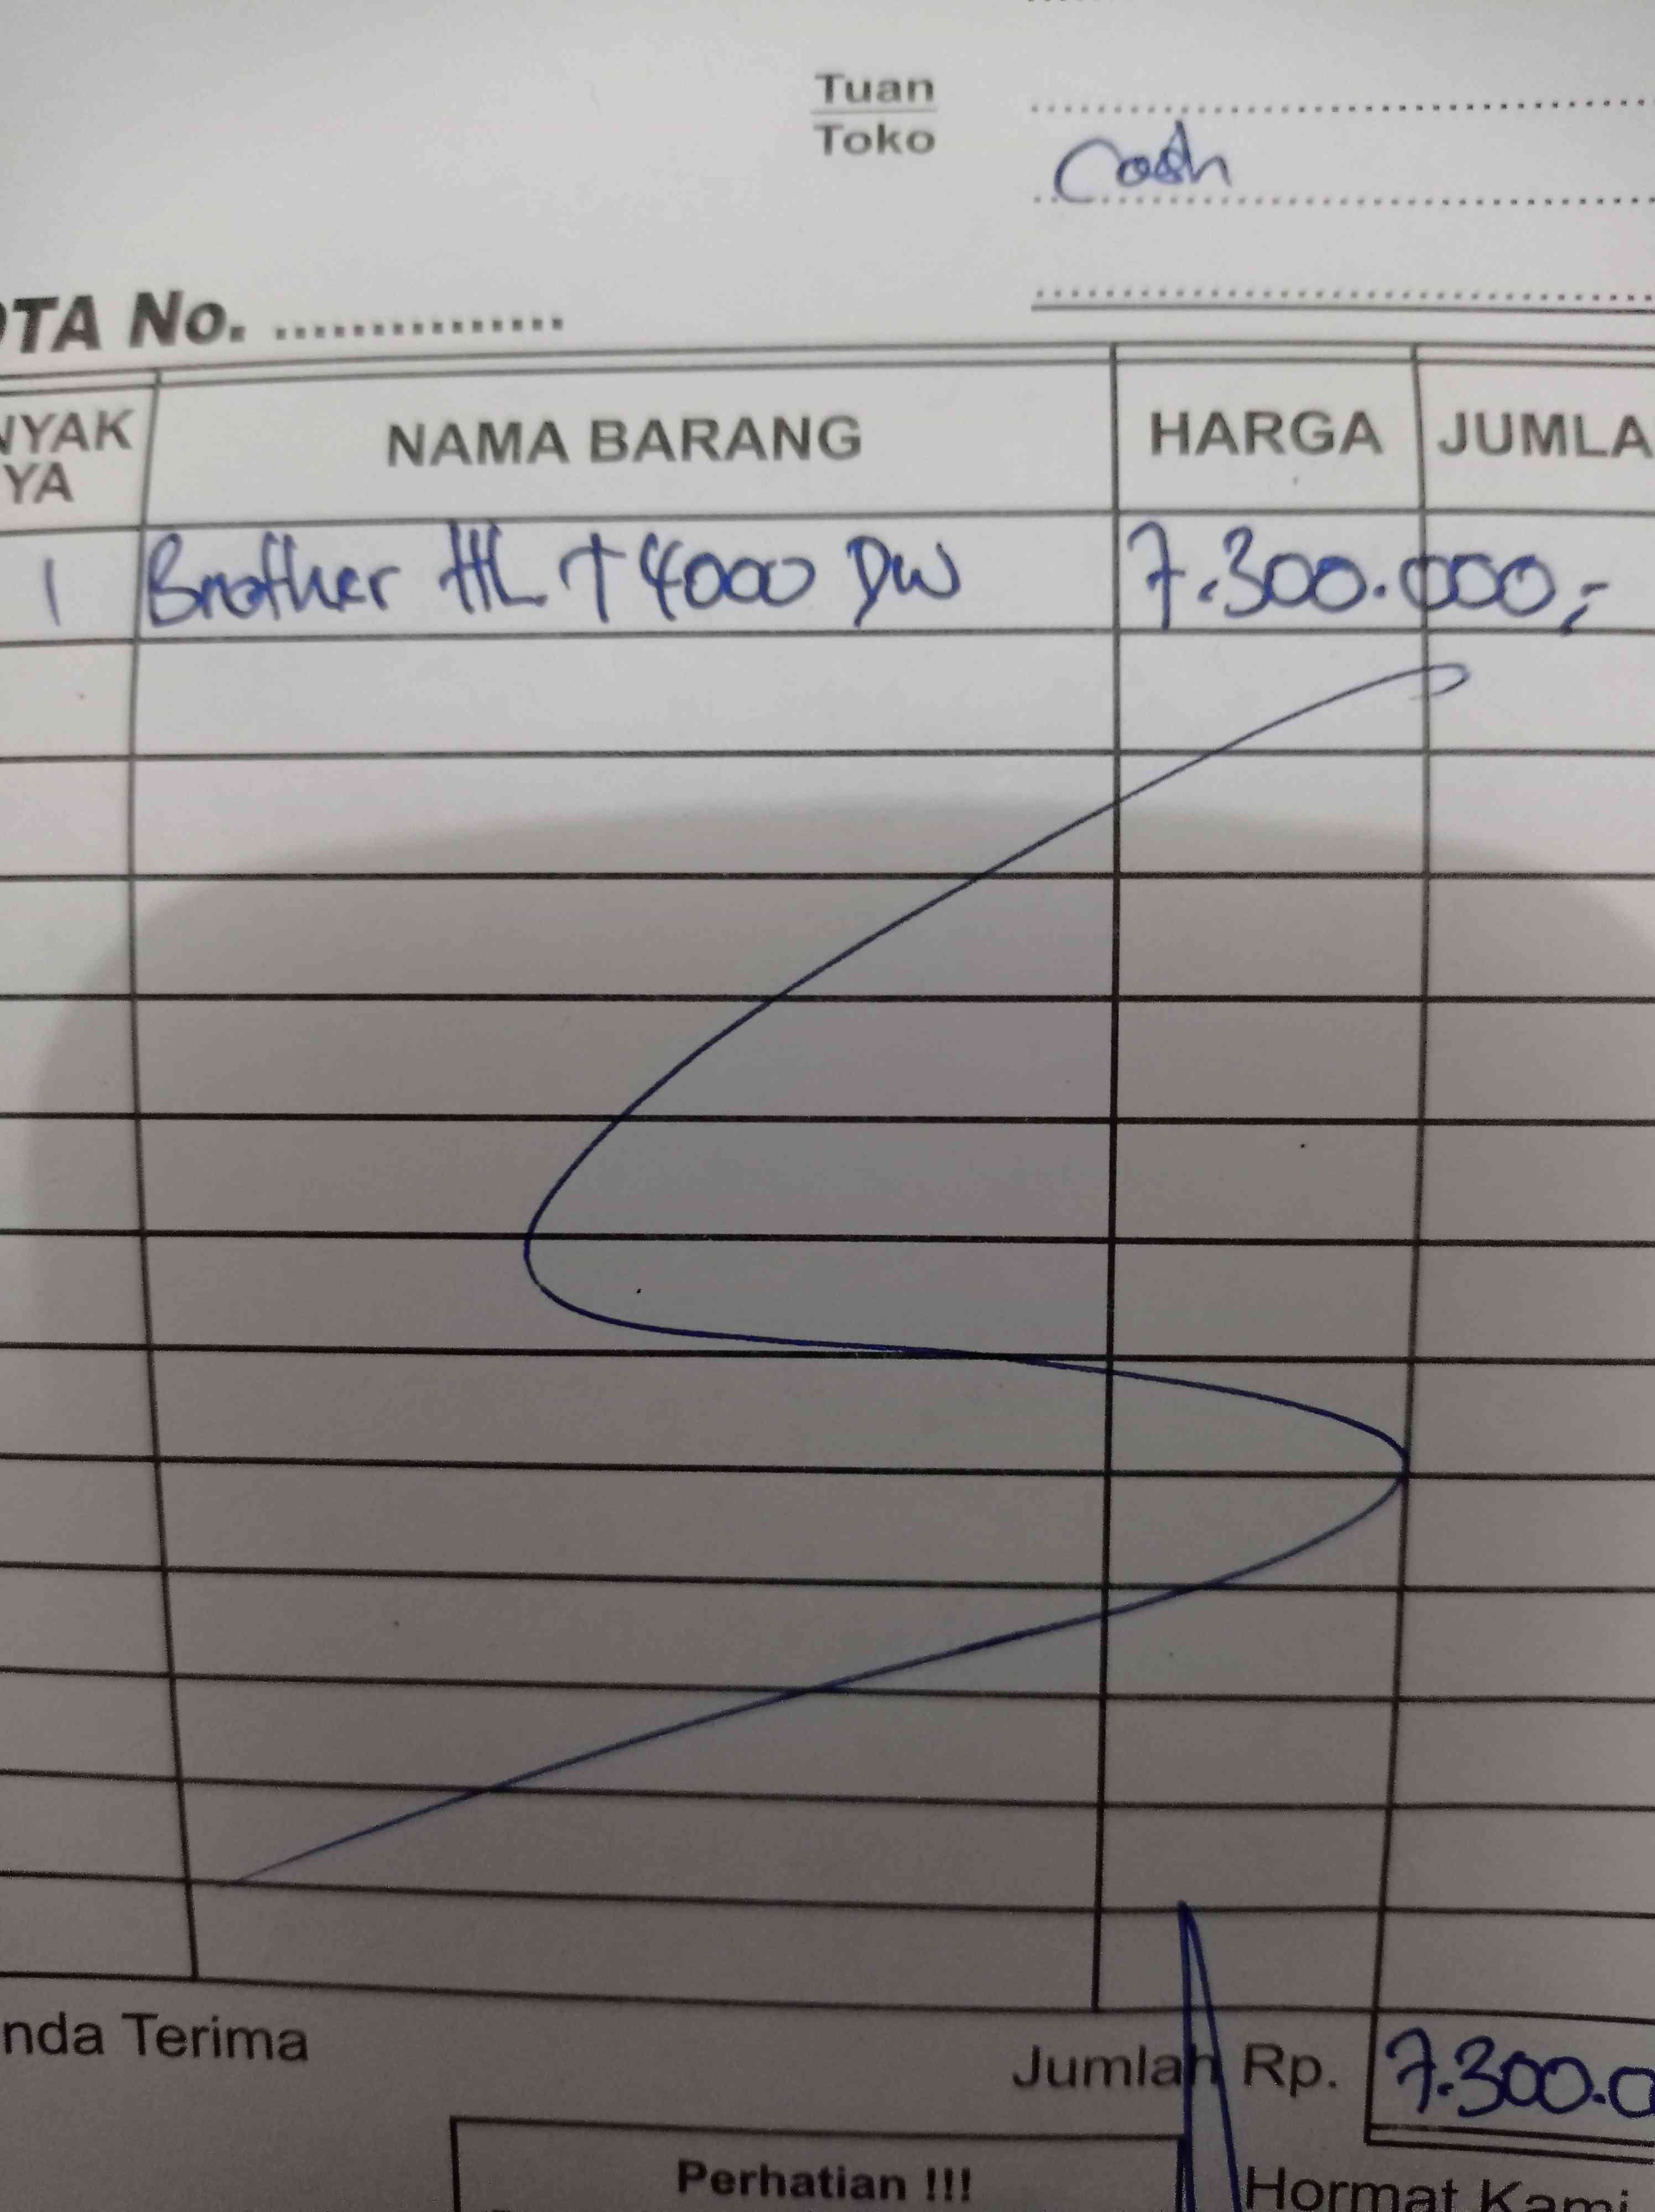 Tuan
Toko
Cash
OTA No. ...............
NYAK
YA
NAMA BARANG
HARGA
JUMLA
1 Brother HL T4000 DW 7.300.000,-
nda Terima
Jumlah Rp. 7.300.0
Perhatian !!!
Hormat Kami